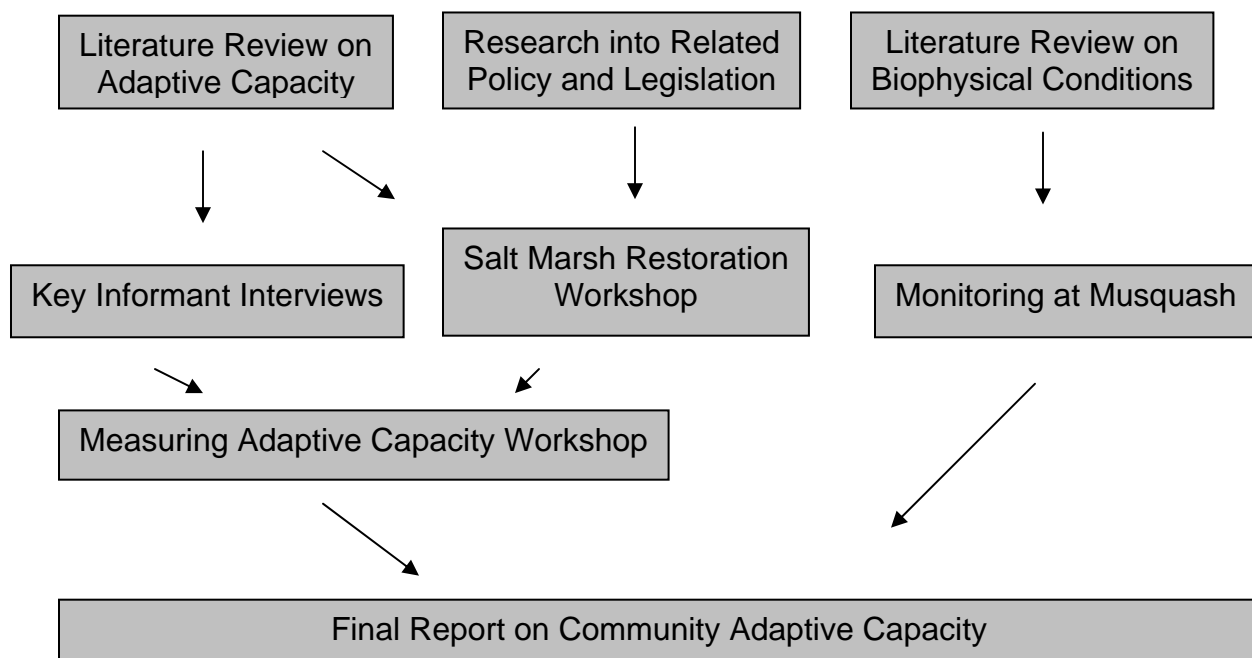 Literature Review on
Adaptive Capacity
Research into Related
Policy and Legislation
Literature Review on
Biophysical Conditions
Key Informant Interviews
Salt Marsh Restoration
Workshop
Monitoring at Musquash
Measuring Adaptive Capacity Workshop
Final Report on Community Adaptive Capacity